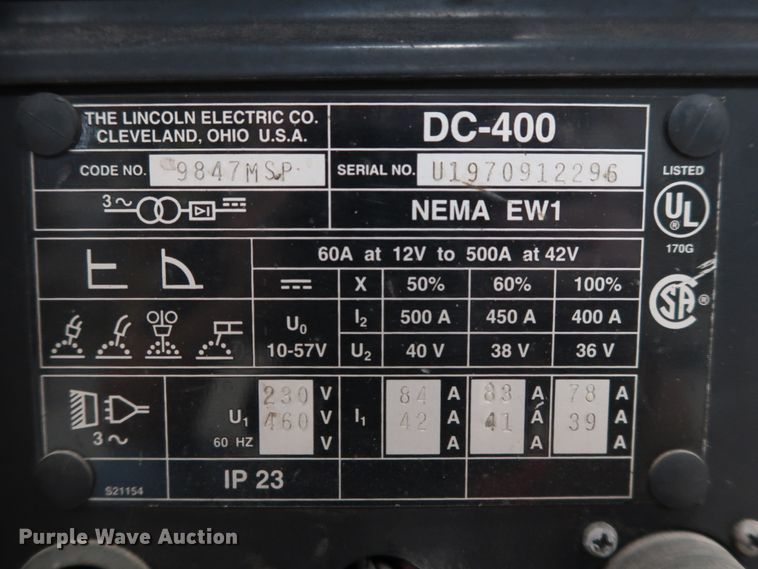 THE LINCOLN ELECTRIC CO.
CLEVELAND, OHIO U.S.A.
DC-400
CODE NO. 9847MSP
SERIAL NO. U1970912296
LISTED
UL ®
170G
3~
NEMA EW1
60A at 12V to 500A at 42V
X 50% 60% 100%
U0 10-57V
I2 500 A 450 A 400 A
U2 40 V 38 V 36 V
SA ®
3~
U1 60 HZ
230 V
460 V
V
I1
84 A 83 A 78 A
42 A 41 A 39 A
A A A
S21154
IP 23
Purple Wave Auction